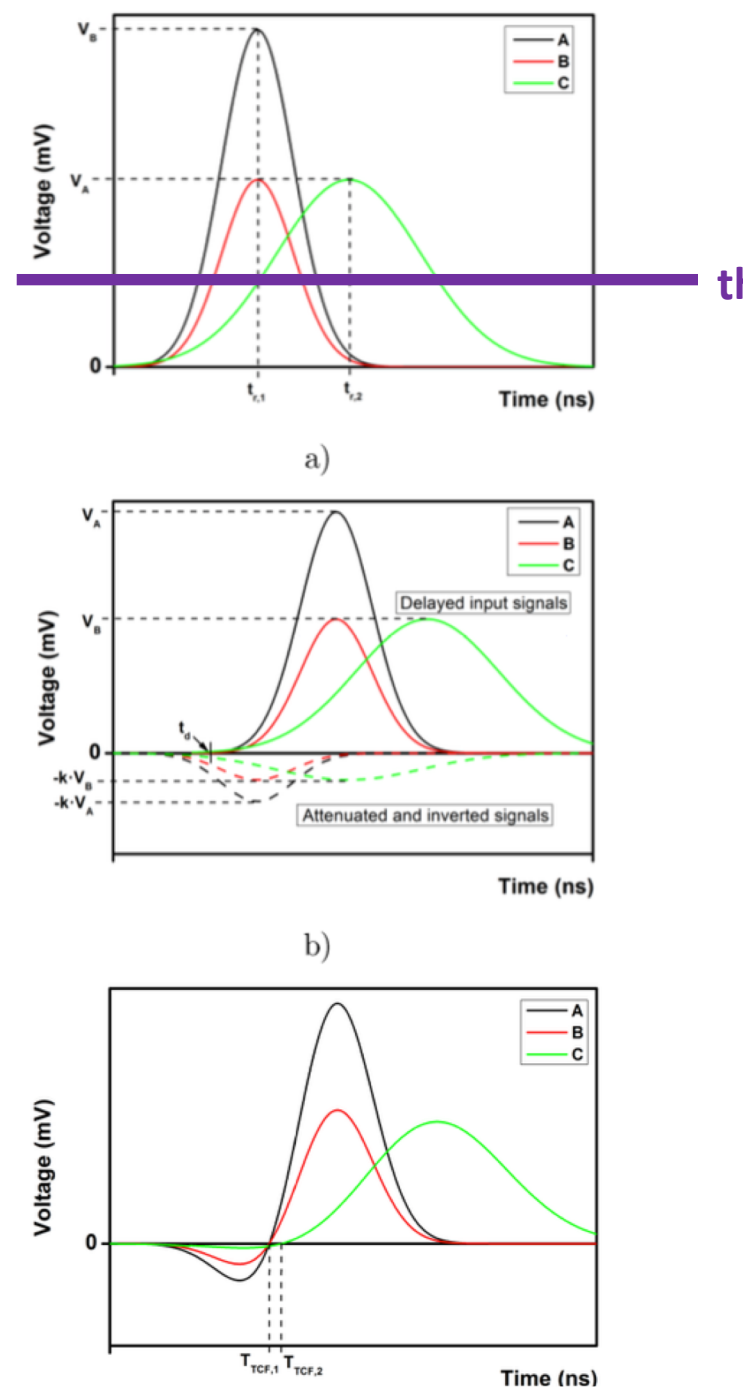 V_B
A
B
C
Voltage (mV)
V_A
0
t_r,1
t_r,2
Time (ns)
a)
V_A
A
B
C
Delayed input signals
V_B
Voltage (mV)
t_d
0
-k·V_B
-k·V_A
Attenuated and inverted signals
Time (ns)
b)
A
B
C
Voltage (mV)
0
T_TCF,1
T_TCF,2
Time (ns)